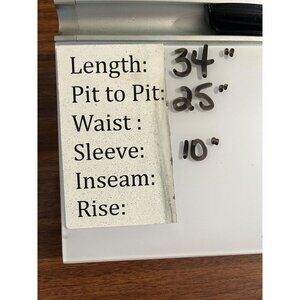 Length: 34"
Pit to Pit: 25"
Waist :
Sleeve: 10"
Inseam:
Rise: